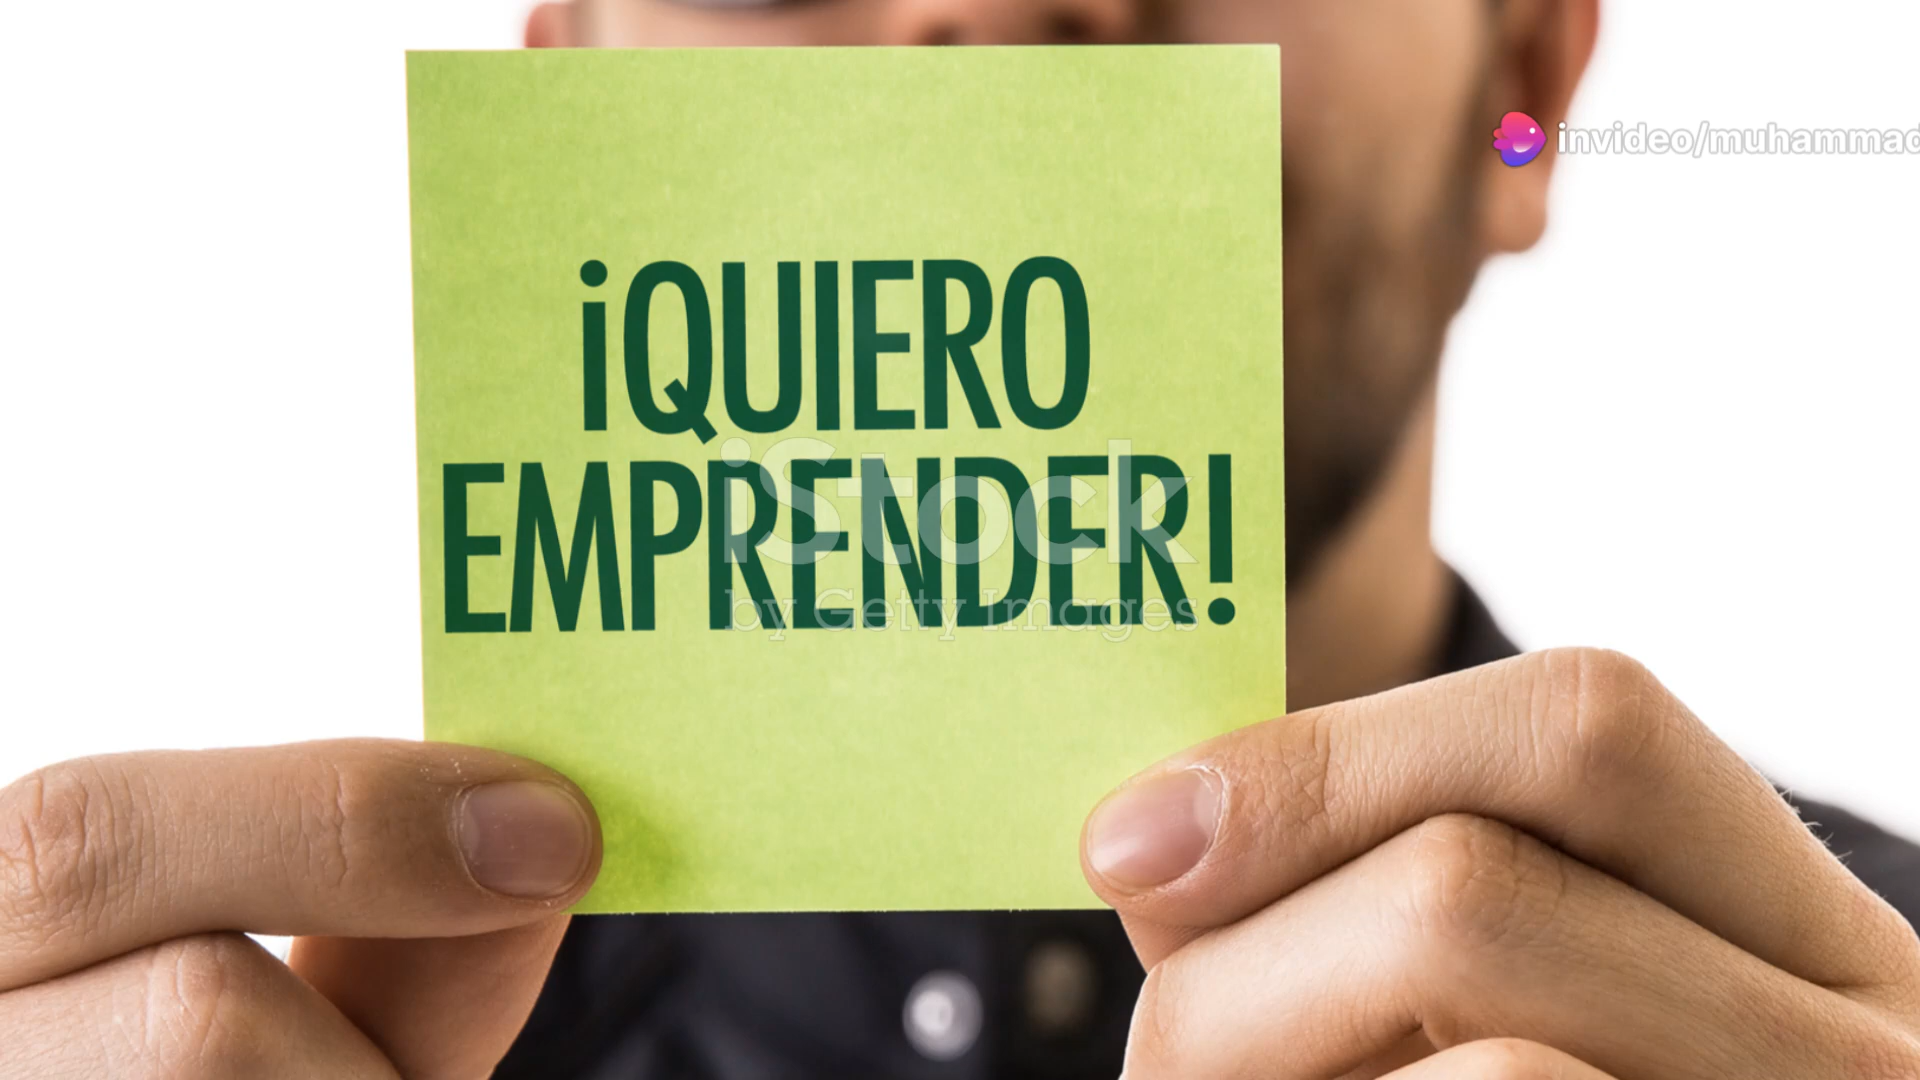 invideo/muhammad
¡QUIERO
EMPRENDER!
iStock
by Getty Images